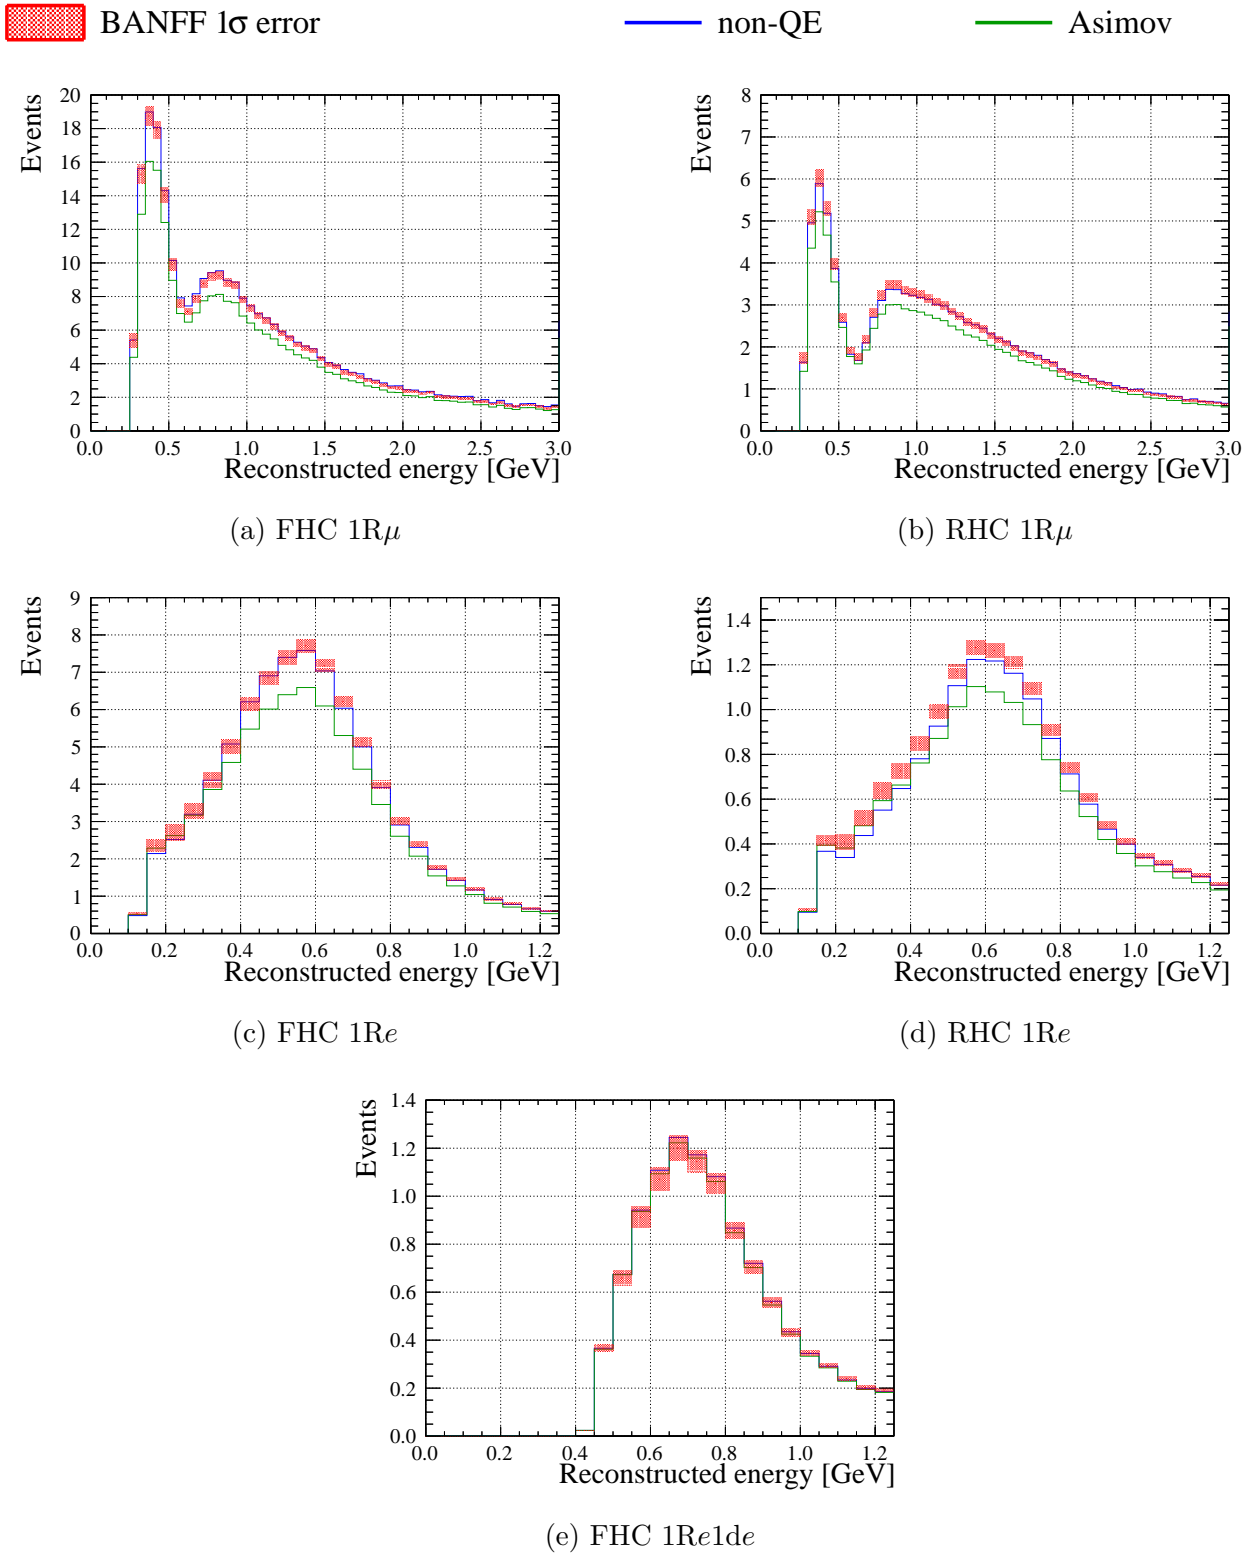 BANFF 1σ error non-QE Asimov
Events
20
18
16
14
12
10
8
6
4
2
0
0.0 0.5 1.0 1.5 2.0 2.5 3.0
Reconstructed energy [GeV]
(a) FHC 1Rμ
Events
8
7
6
5
4
3
2
1
0
0.0 0.5 1.0 1.5 2.0 2.5 3.0
Reconstructed energy [GeV]
(b) RHC 1Rμ
Events
9
8
7
6
5
4
3
2
1
0
0.0 0.2 0.4 0.6 0.8 1.0 1.2
Reconstructed energy [GeV]
(c) FHC 1Re
Events
1.4
1.2
1.0
0.8
0.6
0.4
0.2
0.0
0.0 0.2 0.4 0.6 0.8 1.0 1.2
Reconstructed energy [GeV]
(d) RHC 1Re
Events
1.4
1.2
1.0
0.8
0.6
0.4
0.2
0.0
0.0 0.2 0.4 0.6 0.8 1.0 1.2
Reconstructed energy [GeV]
(e) FHC 1Re1de